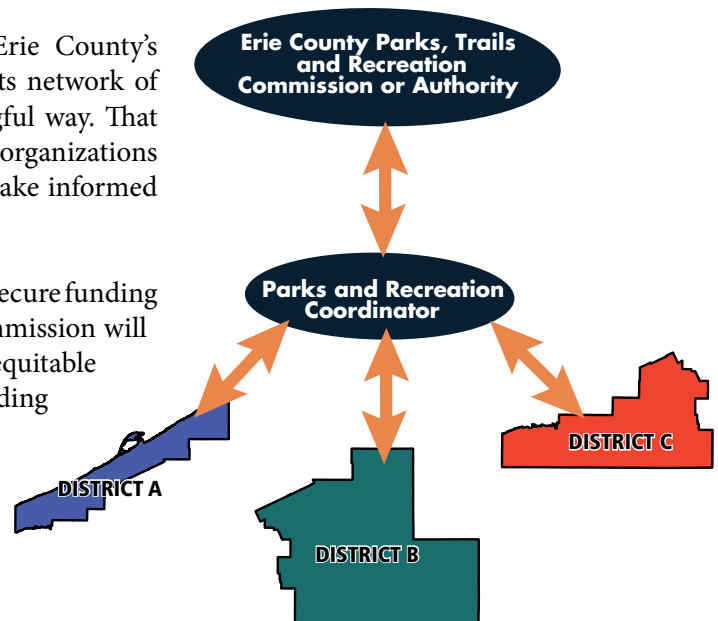 Erie County’s
ts network of
gful way. That
organizations
ake informed
ecure funding
mmission will
equitable
ding
Erie County Parks, Trails
and Recreation
Commission or Authority
Parks and Recreation
Coordinator
DISTRICT A
DISTRICT B
DISTRICT C